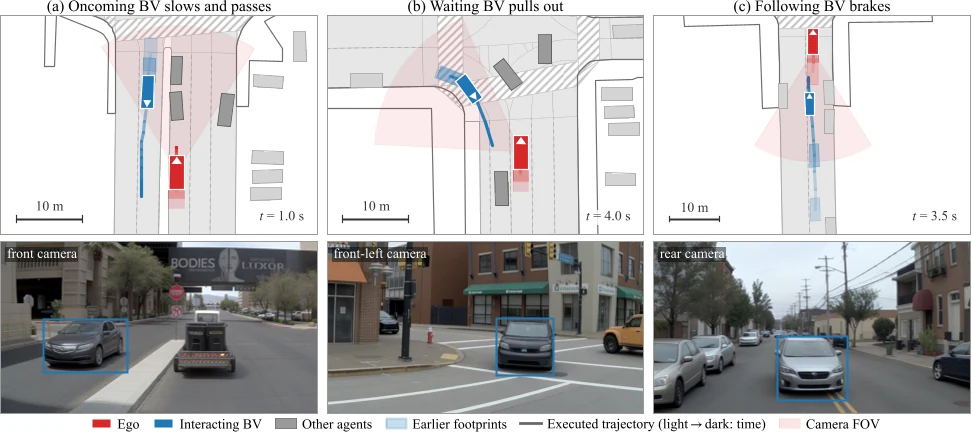 (a) Oncoming BV slows and passes
(b) Waiting BV pulls out
(c) Following BV brakes
10 m
t = 1.0 s
10 m
t = 4.0 s
10 m
t = 3.5 s
front camera
BODIES
LUXOR
front-left camera
rear camera
Ego
Interacting BV
Other agents
Earlier footprints
Executed trajectory (light → dark: time)
Camera FOV